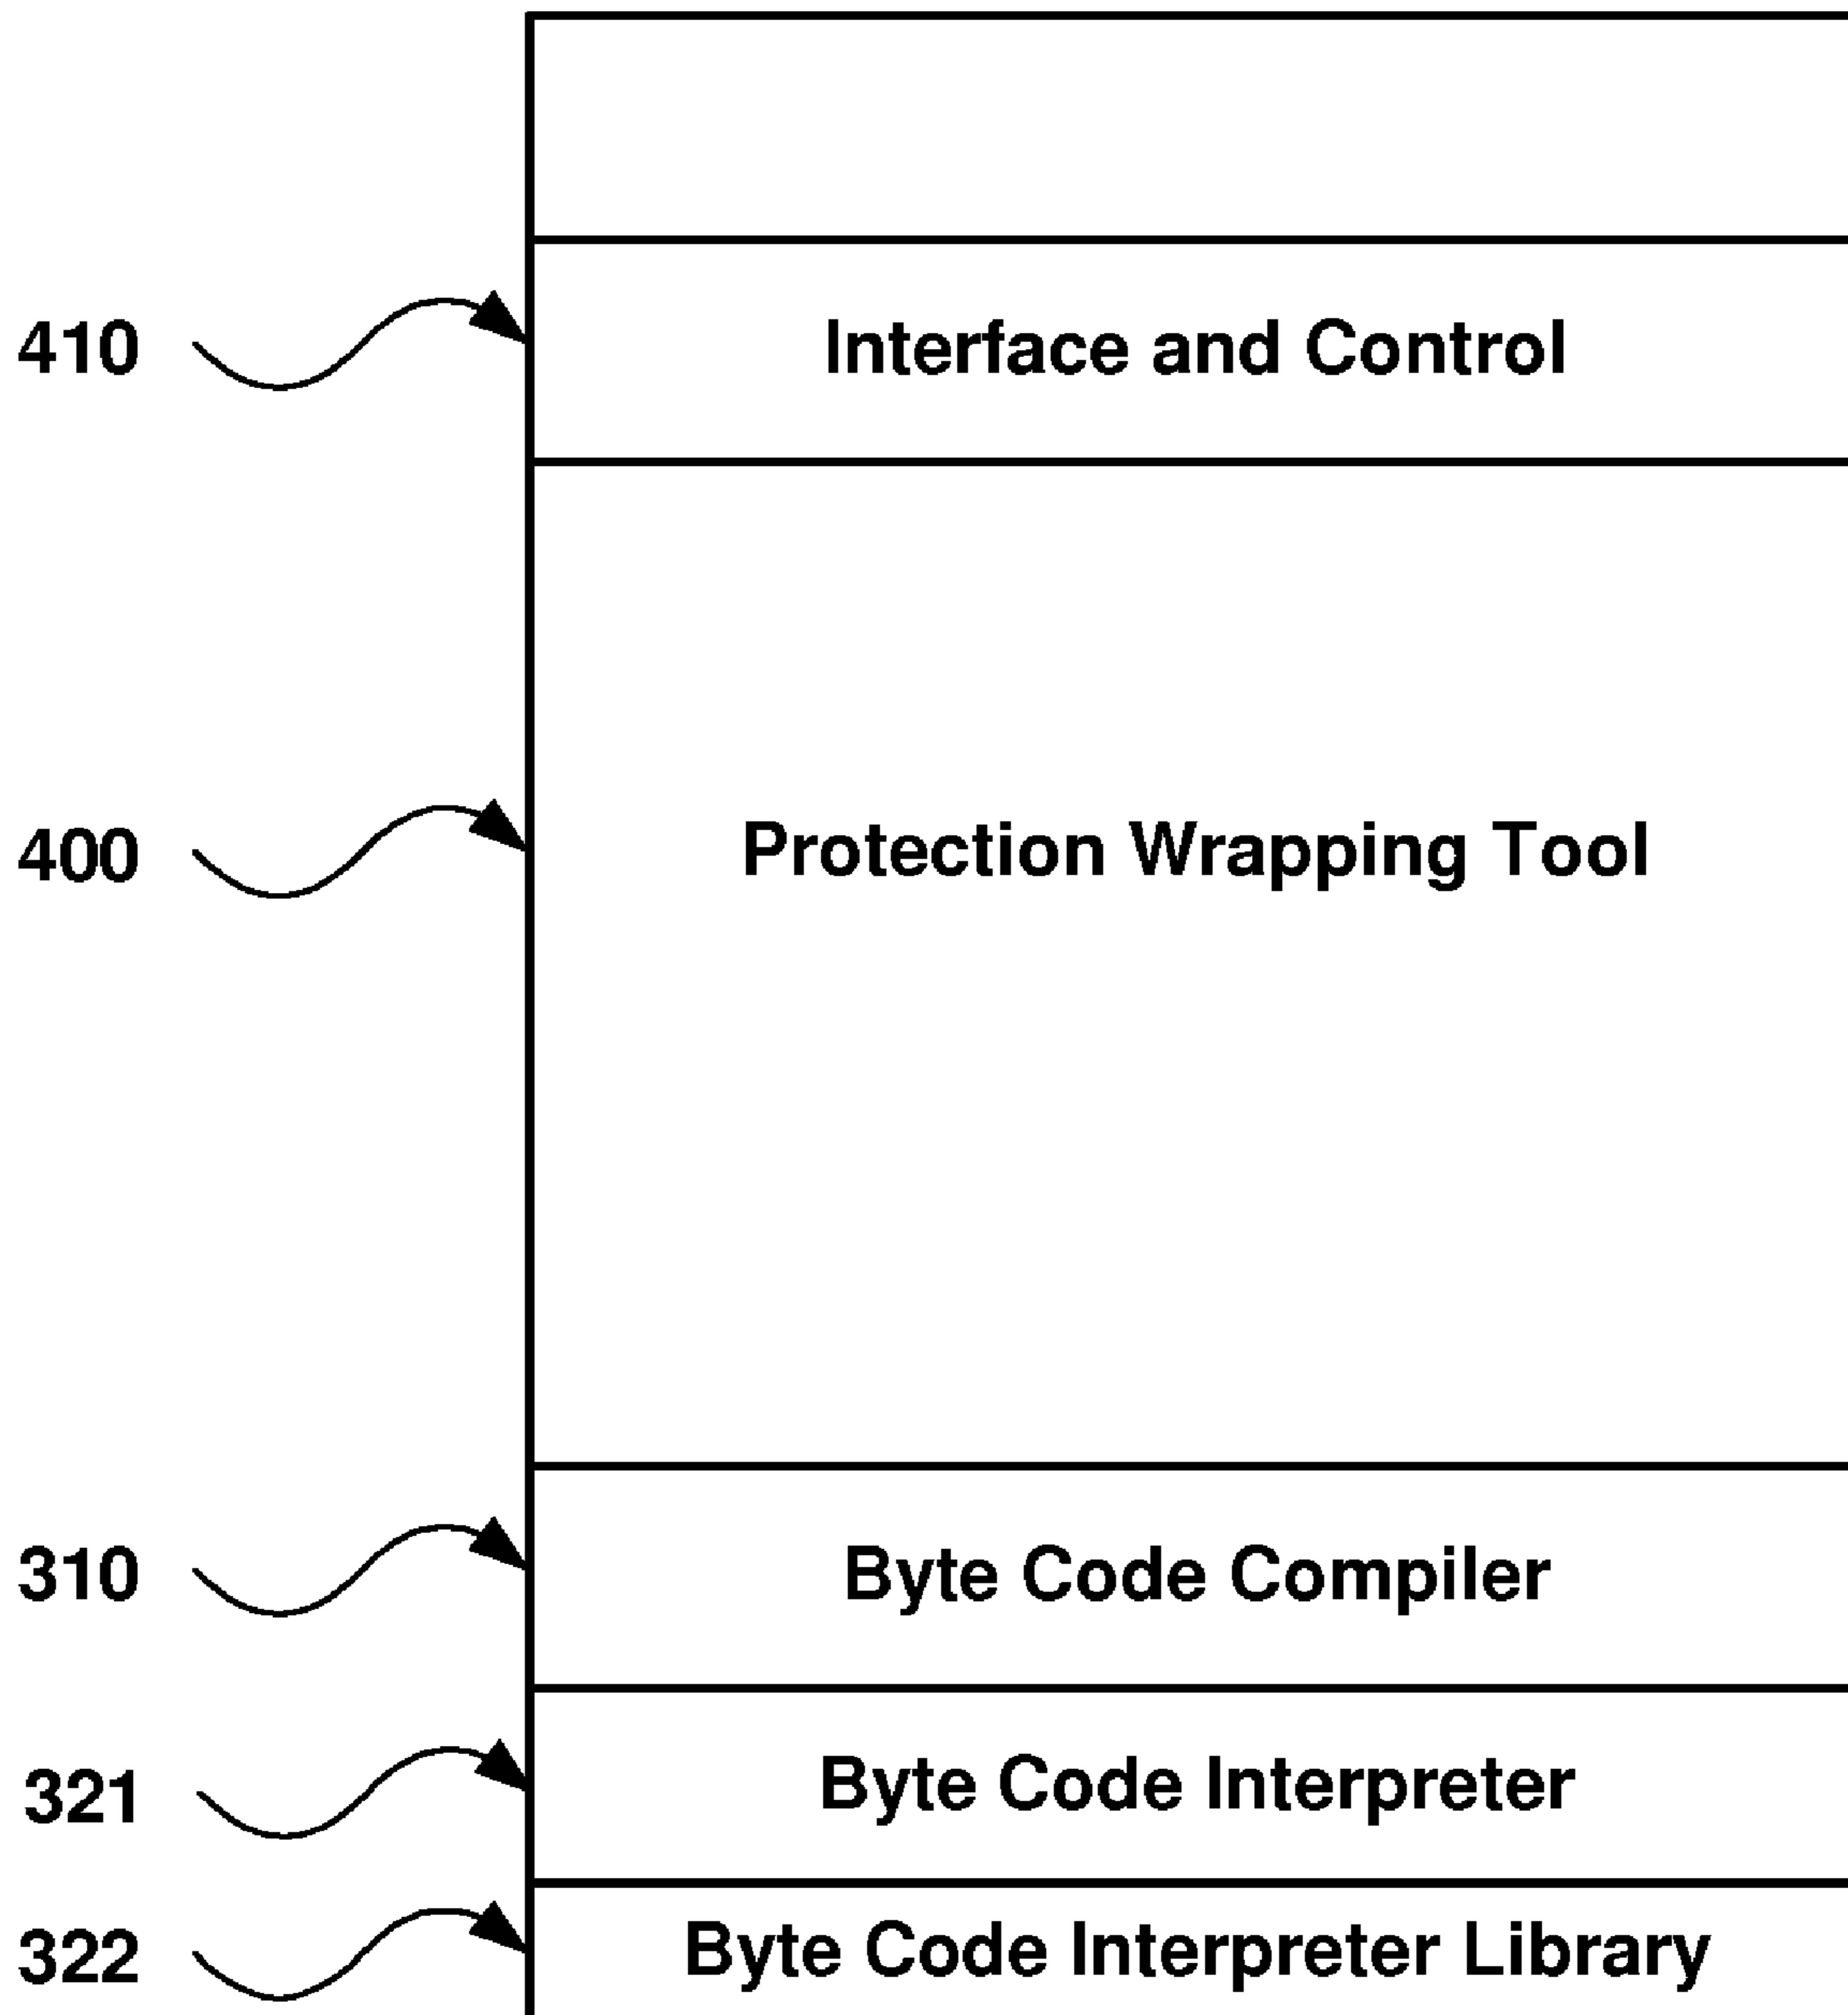 410 Interface and Control
400 Protection Wrapping Tool
310 Byte Code Compiler
321 Byte Code Interpreter
322 Byte Code Interpreter Library